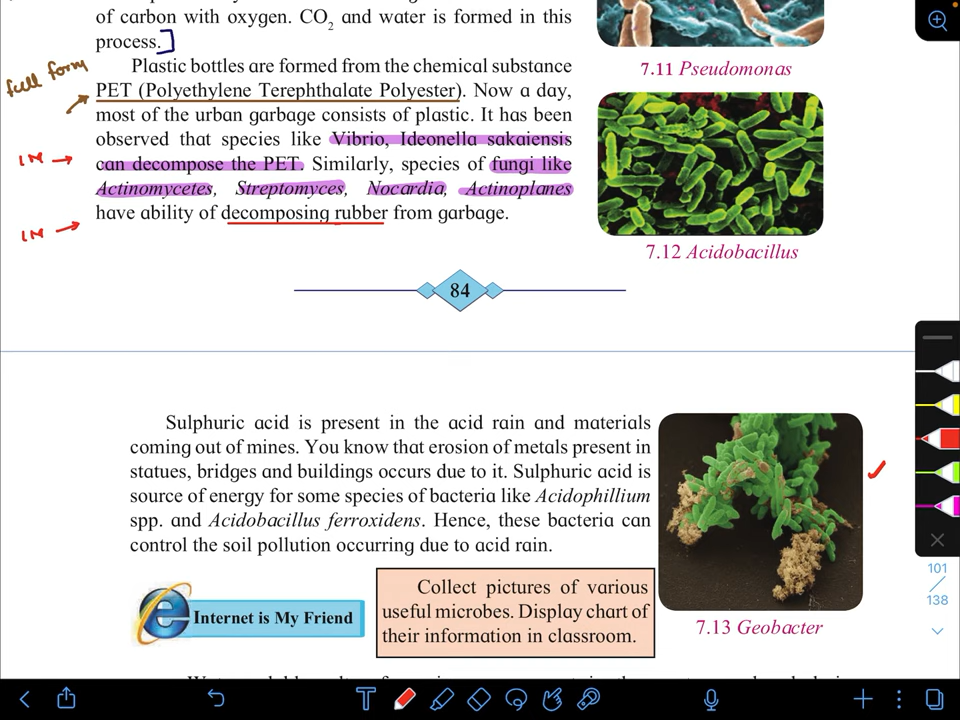 of carbon with oxygen. CO2 and water is formed in this
process.]
7.11 Pseudomonas
full form
Plastic bottles are formed from the chemical substance
PET (Polyethylene Terephthalate Polyester). Now a day,
most of the urban garbage consists of plastic. It has been
observed that species like Vibrio, Ideonella sakaiensis
1M → can decompose the PET. Similarly, species of fungi like
Actinomycetes, Streptomyces, Nocardia, Actinoplanes
1M → have ability of decomposing rubber from garbage.
7.12 Acidobacillus
84
Sulphuric acid is present in the acid rain and materials
coming out of mines. You know that erosion of metals present in
statues, bridges and buildings occurs due to it. Sulphuric acid is
source of energy for some species of bacteria like Acidophillium
spp. and Acidobacillus ferroxidens. Hence, these bacteria can
control the soil pollution occurring due to acid rain.
Internet is My Friend
Collect pictures of various
useful microbes. Display chart of
their information in classroom.
7.13 Geobacter
101
138